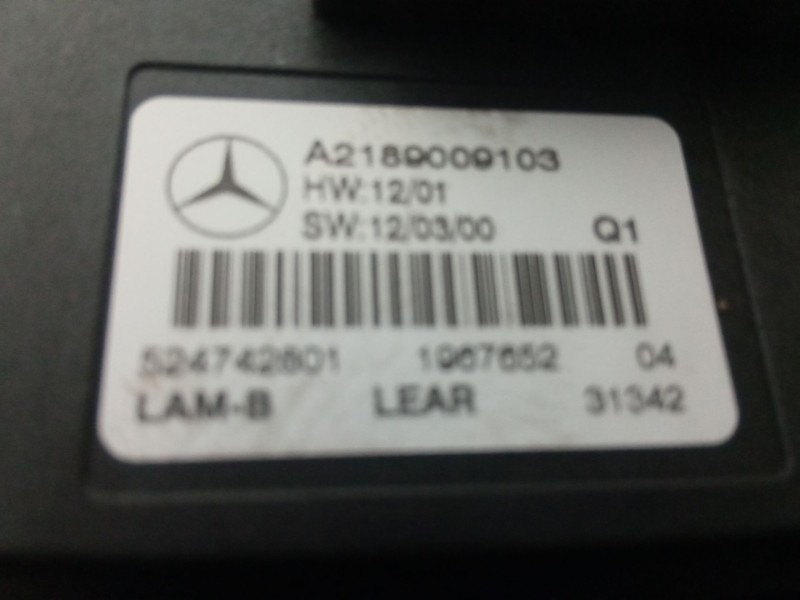 A2189009103
HW:12/01
SW:12/03/00 Q1
524742801 1967652 04
LAM-B LEAR 31342